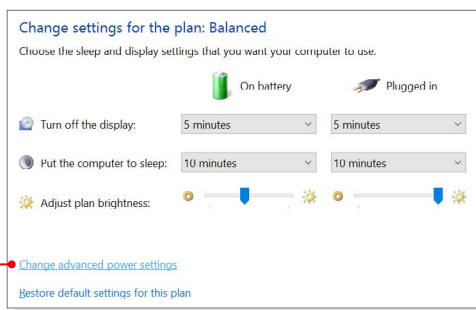 Change settings for the plan: Balanced
Choose the sleep and display settings that you want your computer to use.
On battery Plugged in
Turn off the display: 5 minutes 5 minutes
Put the computer to sleep: 10 minutes 10 minutes
Adjust plan brightness:
Change advanced power settings
Restore default settings for this plan